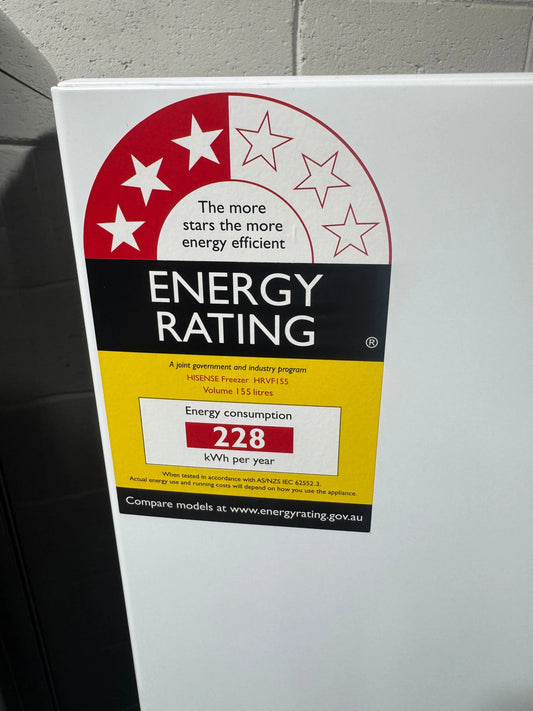 The more
stars the more
energy efficient
ENERGY
RATING ®
A joint government and industry program
HISENSE Freezer HRVF155
Volume 155 litres
Energy consumption
228
kWh per year
When tested in accordance with AS/NZS IEC 62552.3.
Actual energy use and running costs will depend on how you use the appliance.
Compare models at www.energyrating.gov.au